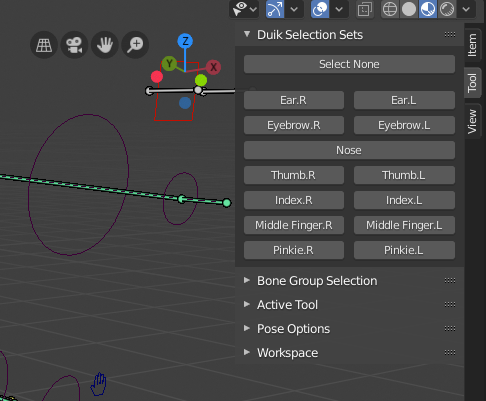 Duik Selection Sets
Item
Select None
Z
Y
X
Tool
Ear.R Ear.L
Eyebrow.R Eyebrow.L
View
Nose
Thumb.R Thumb.L
Index.R Index.L
Middle Finger.R Middle Finger.L
Pinkie.R Pinkie.L
Bone Group Selection
Active Tool
Pose Options
Workspace